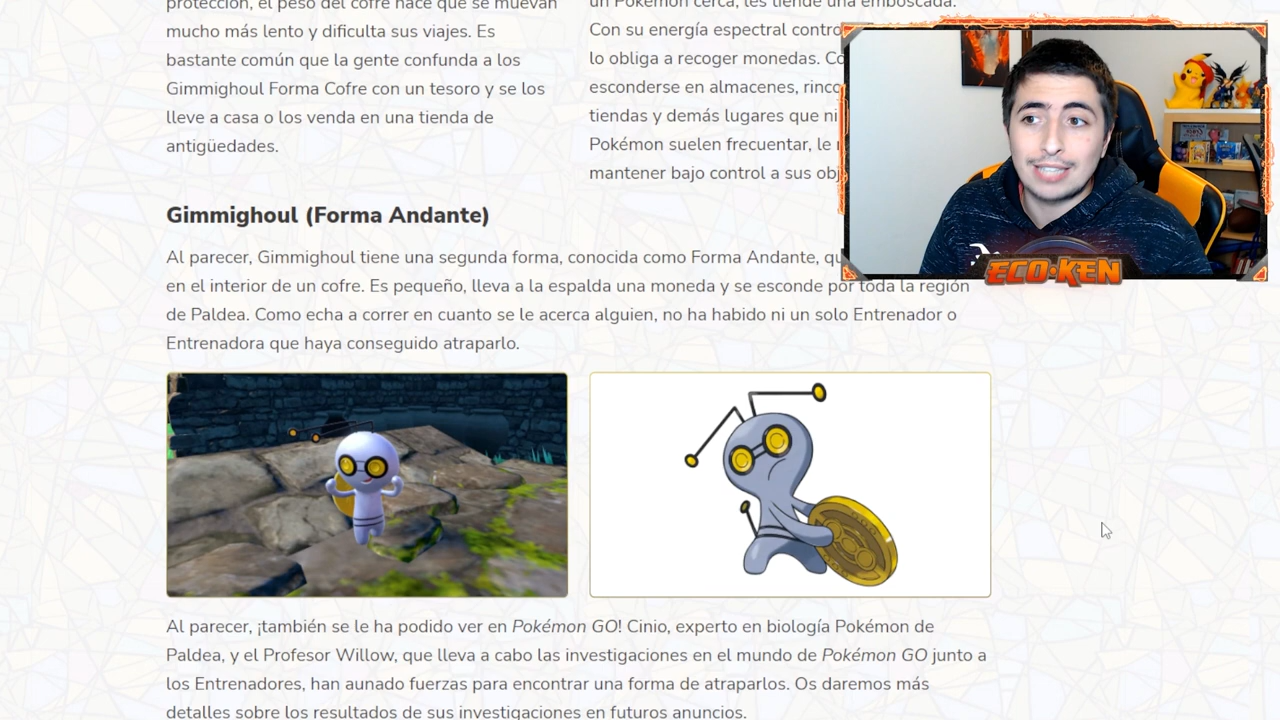 protección, el peso del cofre hace que se muevan
mucho más lento y dificulta sus viajes. Es
bastante común que la gente confunda a los
Gimmighoul Forma Cofre con un tesoro y se los
lleve a casa o los venda en una tienda de
antigüedades.
un Pokémon cerca, les tiende una emboscada.
Con su energía espectral
lo obliga a recoger monedas.
esconderse en almacenes,
tiendas y demás lugares que ni
Pokémon suelen frecuentar, le
mantener bajo control a sus
Gimmighoul (Forma Andante)
Al parecer, Gimmighoul tiene una segunda forma, conocida como Forma Andante,
en el interior de un cofre. Es pequeño, lleva a la espalda una moneda y se esconde por toda la región
de Paldea. Como echa a correr en cuanto se le acerca alguien, no ha habido ni un solo Entrenador o
Entrenadora que haya conseguido atraparlo.
Al parecer, ¡también se le ha podido ver en Pokémon GO! Cinio, experto en biología Pokémon de
Paldea, y el Profesor Willow, que lleva a cabo las investigaciones en el mundo de Pokémon GO junto a
los Entrenadores, han aunado fuerzas para encontrar una forma de atraparlos. Os daremos más
detalles sobre los resultados de sus investigaciones en futuros anuncios.
ECO·KEN